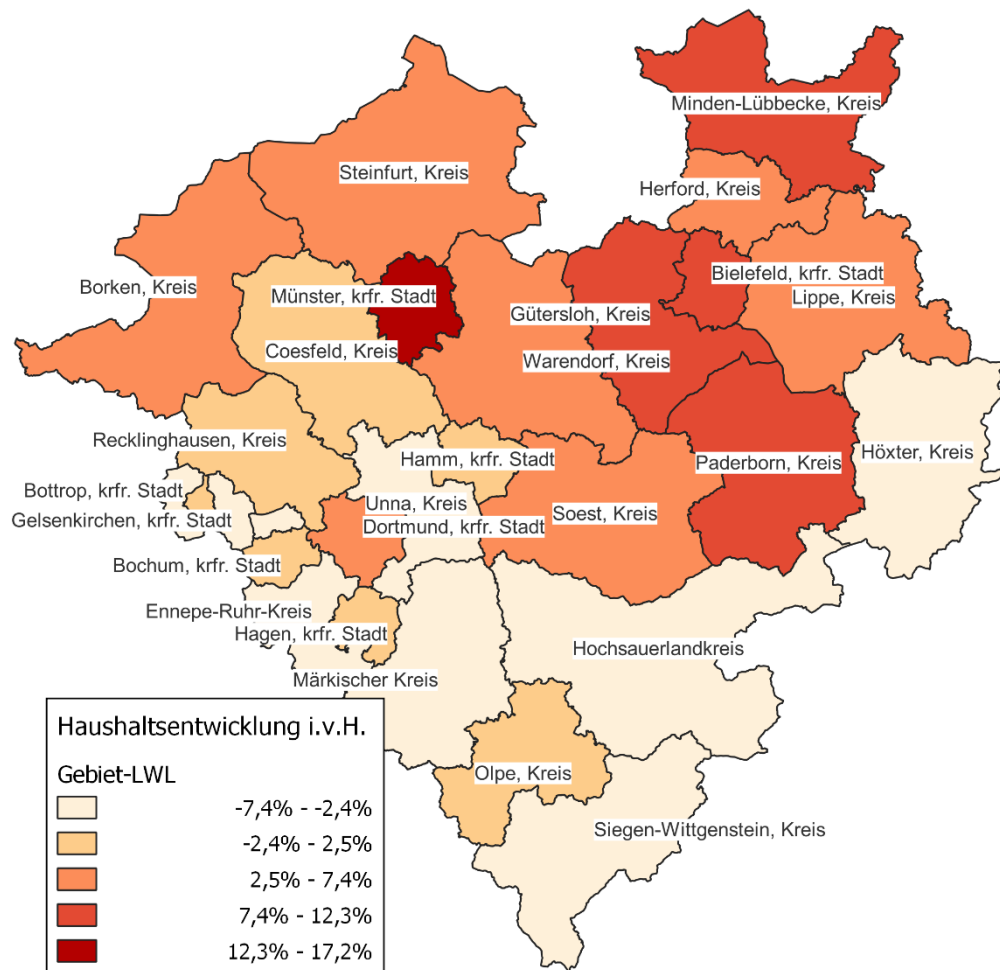 Minden-Lübbecke, Kreis
Steinfurt, Kreis
Herford, Kreis
Borken, Kreis
Bielefeld, krfr. Stadt
Münster, krfr. Stadt
Lippe, Kreis
Gütersloh, Kreis
Coesfeld, Kreis
Warendorf, Kreis
Recklinghausen, Kreis
Hamm, krfr. Stadt
Paderborn, Kreis
Höxter, Kreis
Bottrop, krfr. Stadt
Unna, Kreis
Soest, Kreis
Gelsenkirchen, krfr. Stadt
Dortmund, krfr. Stadt
Bochum, krfr. Stadt
Ennepe-Ruhr-Kreis
Hagen, krfr. Stadt
Hochsauerlandkreis
Märkischer Kreis
Olpe, Kreis
Siegen-Wittgenstein, Kreis
Haushaltsentwicklung i.v.H.
Gebiet-LWL
-7,4% - -2,4%
-2,4% - 2,5%
2,5% - 7,4%
7,4% - 12,3%
12,3% - 17,2%